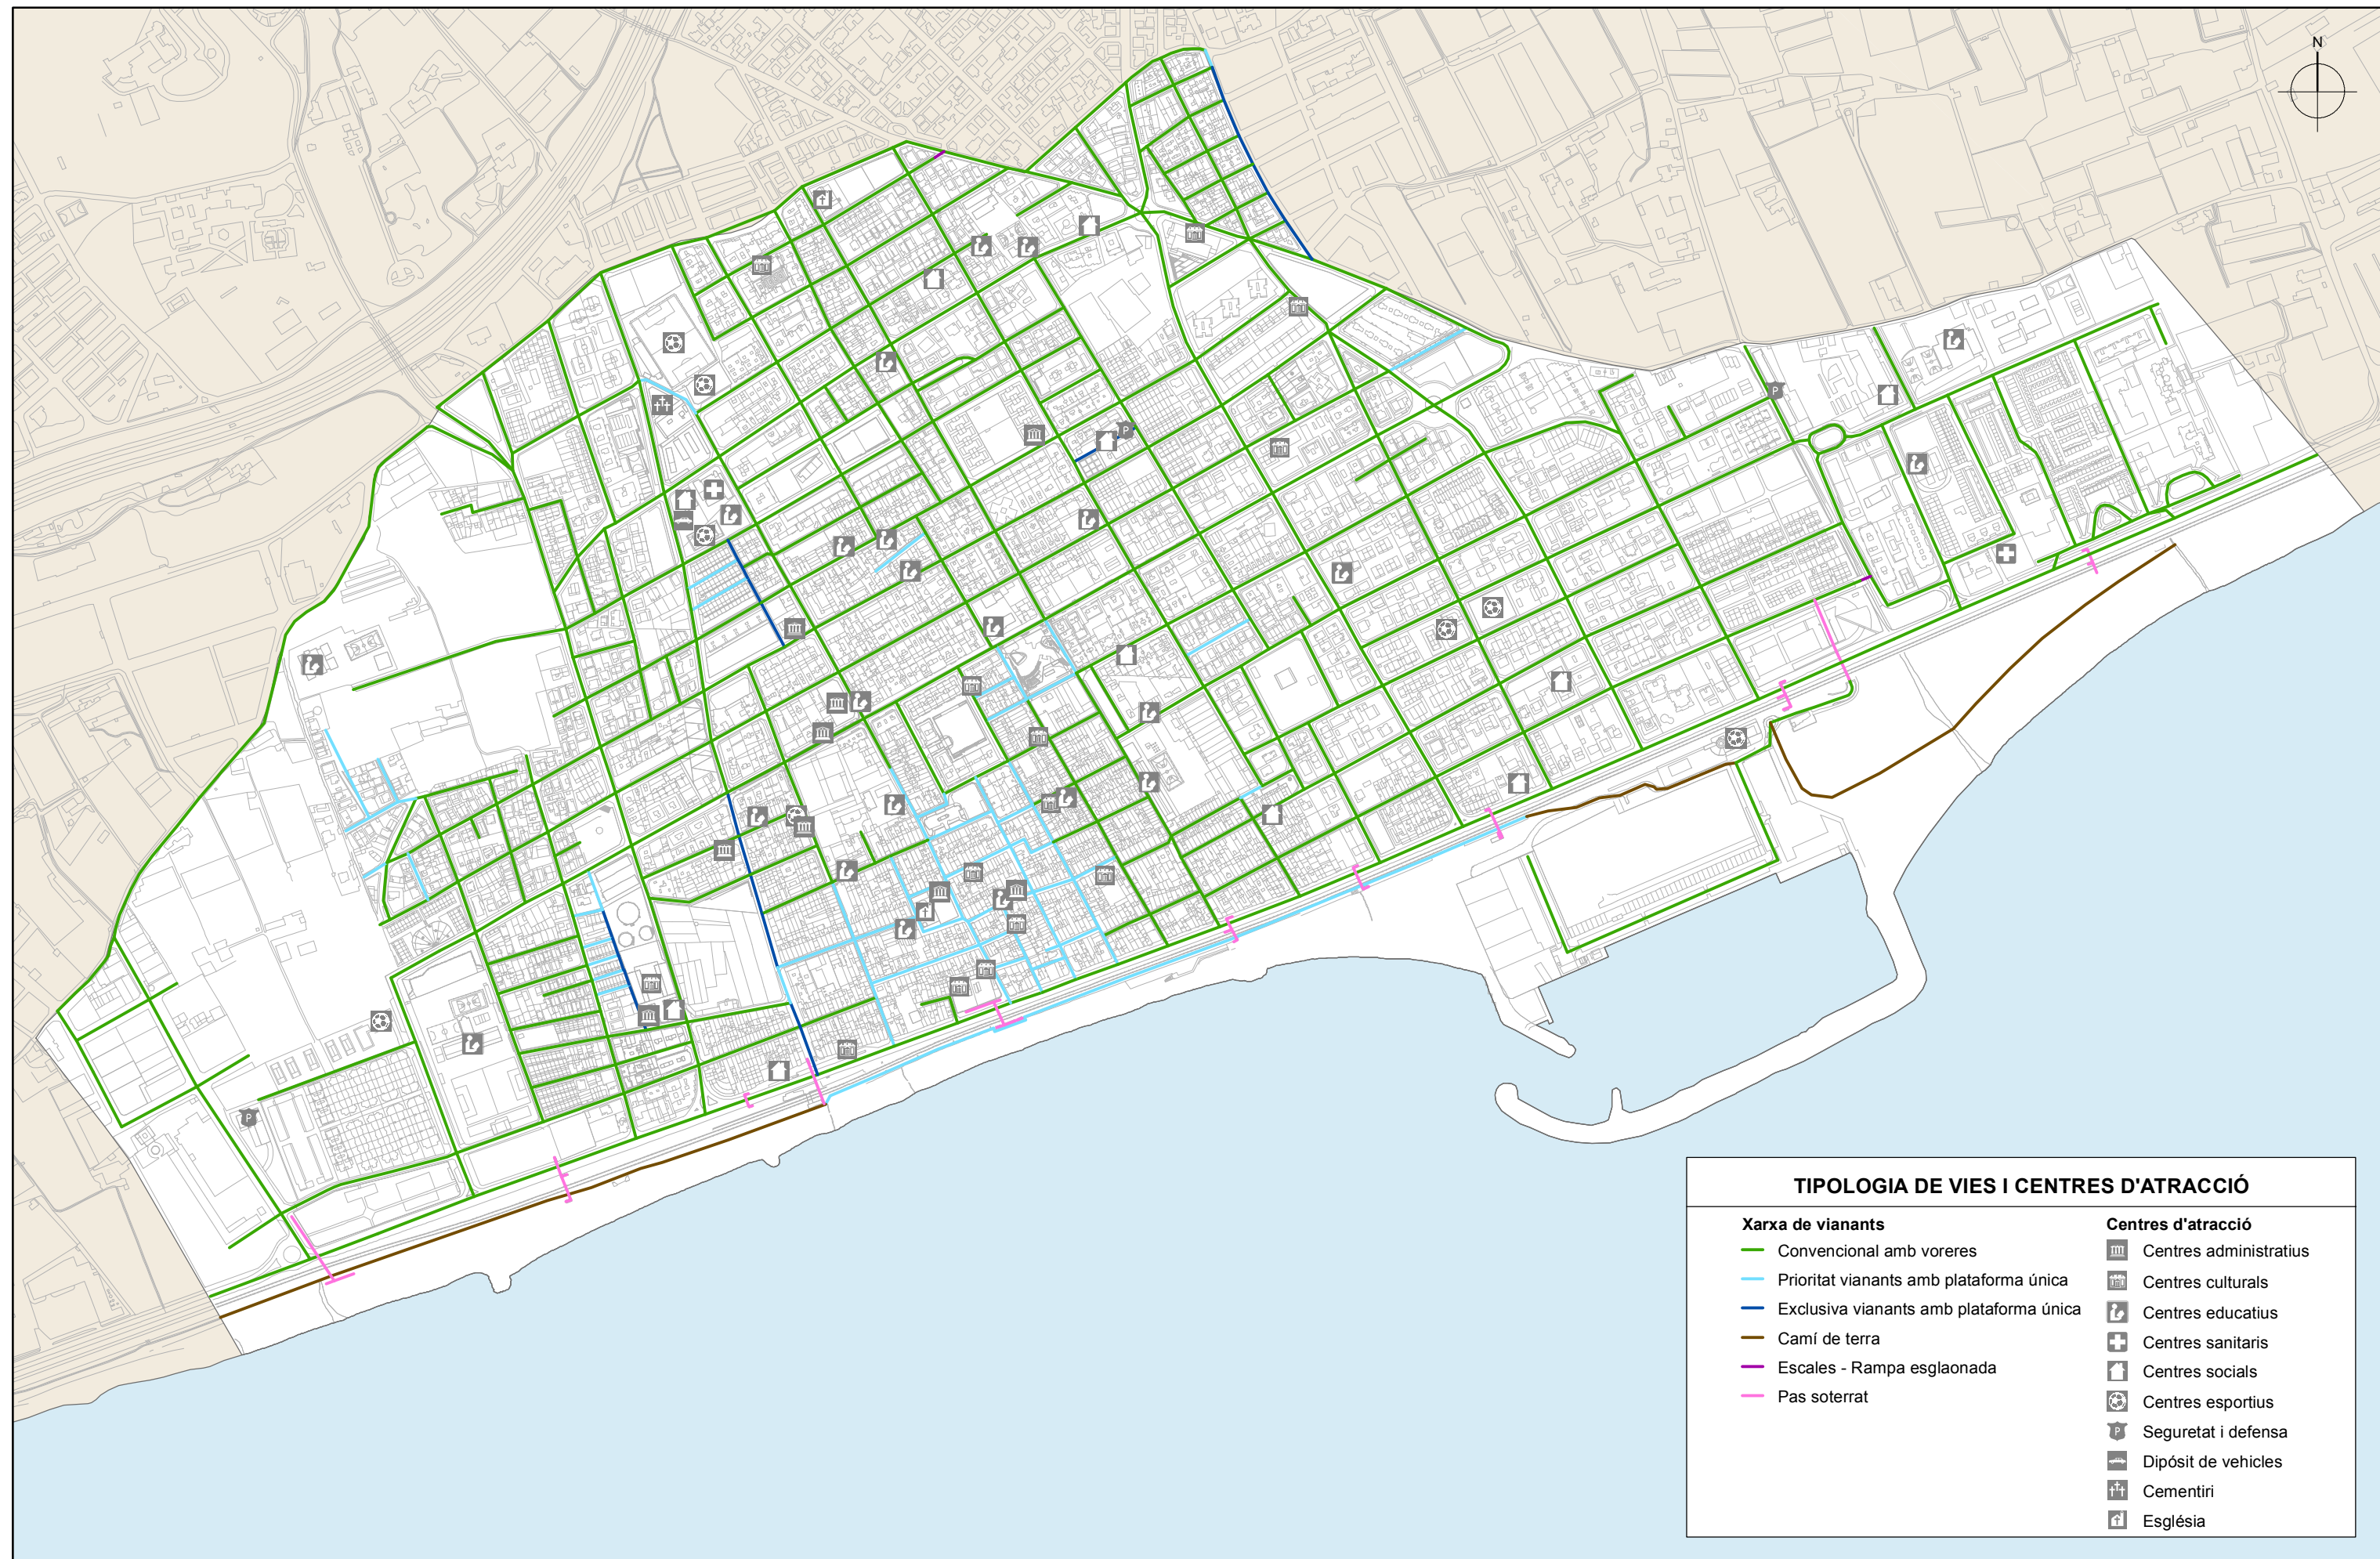 N
TIPOLOGIA DE VIES I CENTRES D'ATRACCIÓ
Xarxa de vianants
Convencional amb voreres
Prioritat vianants amb plataforma única
Exclusiva vianants amb plataforma única
Camí de terra
Escales - Rampa esglaonada
Pas soterrat
Centres d'atracció
Centres administratius
Centres culturals
Centres educatius
Centres sanitaris
Centres socials
Centres esportius
P
Seguretat i defensa
Dipósit de vehicles
Cementiri
Església
P
P
P